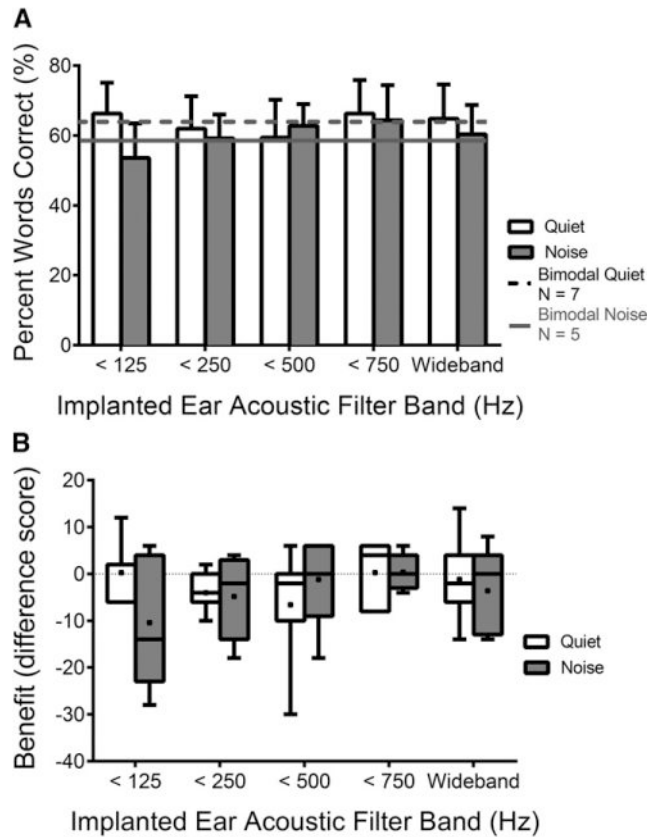 A
Percent Words Correct (%)
80
60
40
20
0
< 125 < 250 < 500 < 750 Wideband
Implanted Ear Acoustic Filter Band (Hz)
Quiet
Noise
Bimodal Quiet
N = 7
Bimodal Noise
N = 5
B
Benefit (difference score)
20
10
0
-10
-20
-30
-40
< 125 < 250 < 500 < 750 Wideband
Implanted Ear Acoustic Filter Band (Hz)
Quiet
Noise